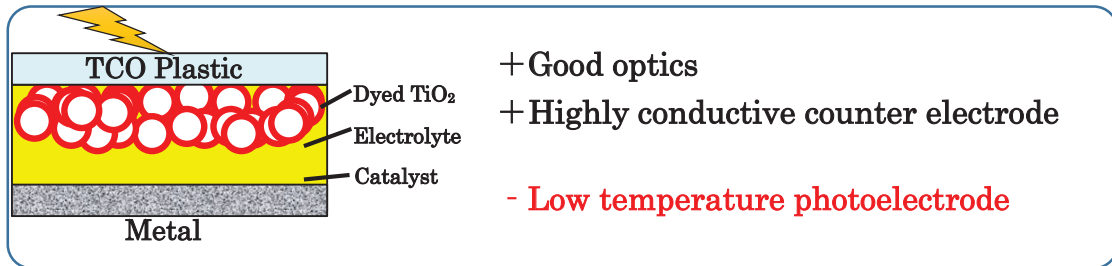 TCO Plastic
Dyed TiO₂
Electrolyte
Catalyst
Metal
+Good optics
+Highly conductive counter electrode
- Low temperature photoelectrode